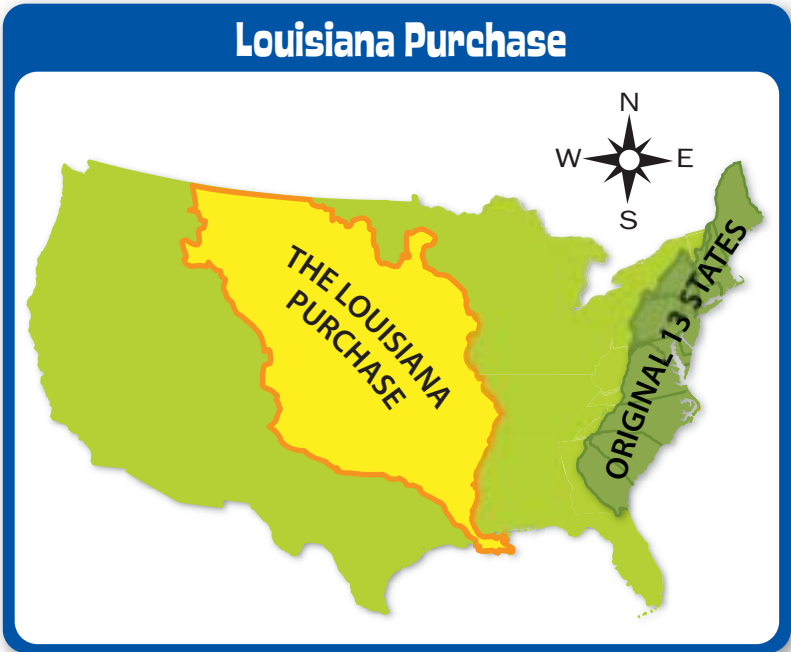 Louisiana Purchase
N
W
E
S
THE LOUISIANA
PURCHASE
ORIGINAL 13 STATES